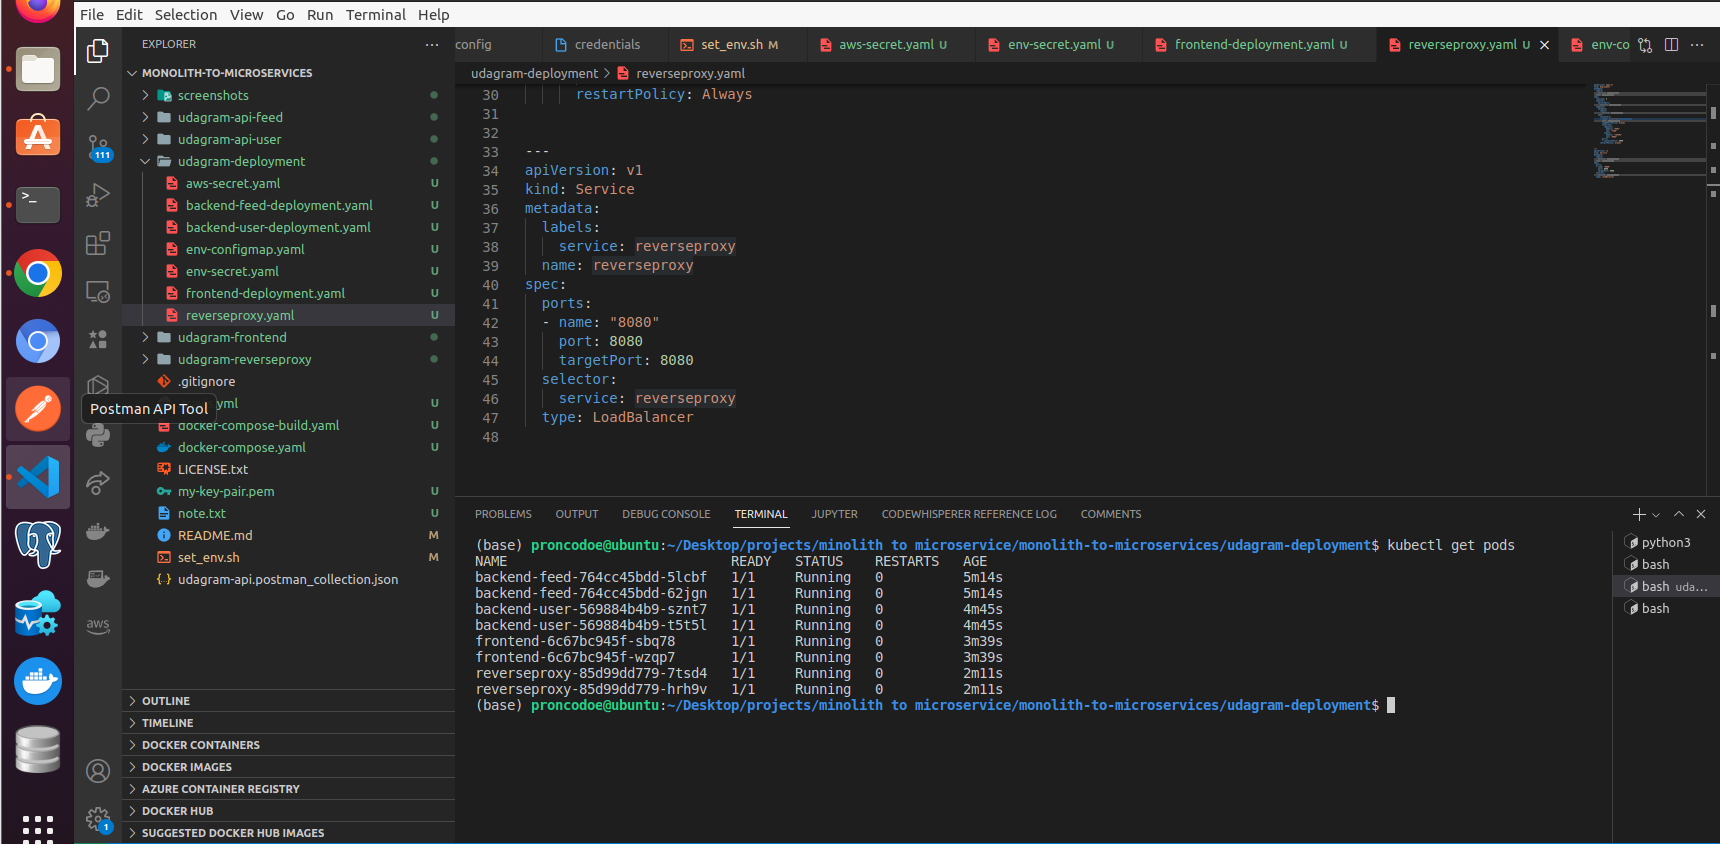 File Edit Selection View Go Run Terminal Help
EXPLORER
MONOLITH-TO-MICROSERVICES
screenshots
udagram-api-feed
udagram-api-user
udagram-deployment
aws-secret.yaml U
backend-feed-deployment.yaml U
backend-user-deployment.yaml U
env-configmap.yaml U
env-secret.yaml U
frontend-deployment.yaml U
reverseproxy.yaml U
udagram-frontend
udagram-reverseproxy
.gitignore
yml U
docker-compose-build.yaml U
docker-compose.yaml U
LICENSE.txt
my-key-pair.pem U
note.txt U
README.md M
set_env.sh M
udagram-api.postman_collection.json
OUTLINE
TIMELINE
DOCKER CONTAINERS
DOCKER IMAGES
AZURE CONTAINER REGISTRY
DOCKER HUB
SUGGESTED DOCKER HUB IMAGES
111
Postman API Tool
aws
1
config credentials set_env.sh M aws-secret.yaml U env-secret.yaml U frontend-deployment.yaml U reverseproxy.yaml U env-co
udagram-deployment > reverseproxy.yaml
30 restartPolicy: Always
31
32
33 ---
34 apiVersion: v1
35 kind: Service
36 metadata:
37 labels:
38 service: reverseproxy
39 name: reverseproxy
40 spec:
41 ports:
42 - name: "8080"
43 port: 8080
44 targetPort: 8080
45 selector:
46 service: reverseproxy
47 type: LoadBalancer
48
PROBLEMS OUTPUT DEBUG CONSOLE TERMINAL JUPYTER CODEWHISPERER REFERENCE LOG COMMENTS
(base) proncodoe@ubuntu:~/Desktop/projects/minolith to microservice/monolith-to-microservices/udagram-deployment$ kubectl get pods
NAME READY STATUS RESTARTS AGE
backend-feed-764cc45bdd-5lcbf 1/1 Running 0 5m14s
backend-feed-764cc45bdd-62jgn 1/1 Running 0 5m14s
backend-user-569884b4b9-sznt7 1/1 Running 0 4m45s
backend-user-569884b4b9-t5t5l 1/1 Running 0 4m45s
frontend-6c67bc945f-sbq78 1/1 Running 0 3m39s
frontend-6c67bc945f-wzqp7 1/1 Running 0 3m39s
reverseproxy-85d99dd779-7tsd4 1/1 Running 0 2m11s
reverseproxy-85d99dd779-hrh9v 1/1 Running 0 2m11s
(base) proncodoe@ubuntu:~/Desktop/projects/minolith to microservice/monolith-to-microservices/udagram-deployment$
python3
bash
bash uda...
bash